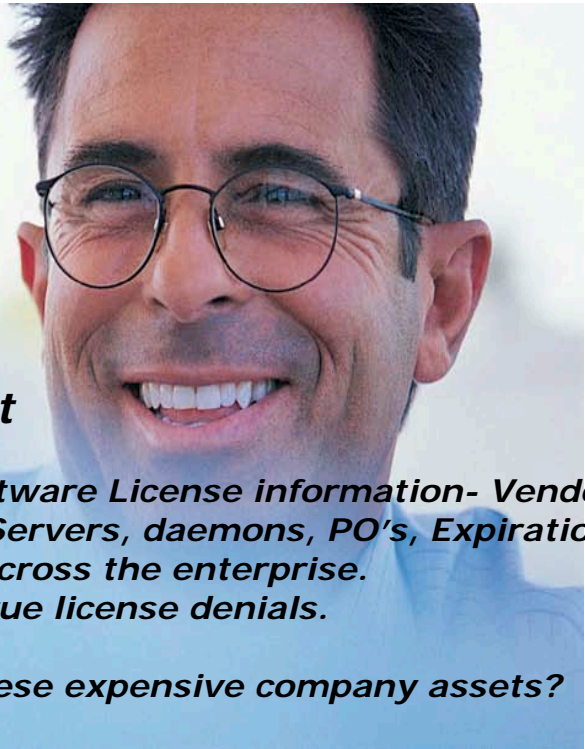 t
tware License information- Vend
Servers, daemons, PO's, Expiratio
cross the enterprise.
ue license denials.
ese expensive company assets?